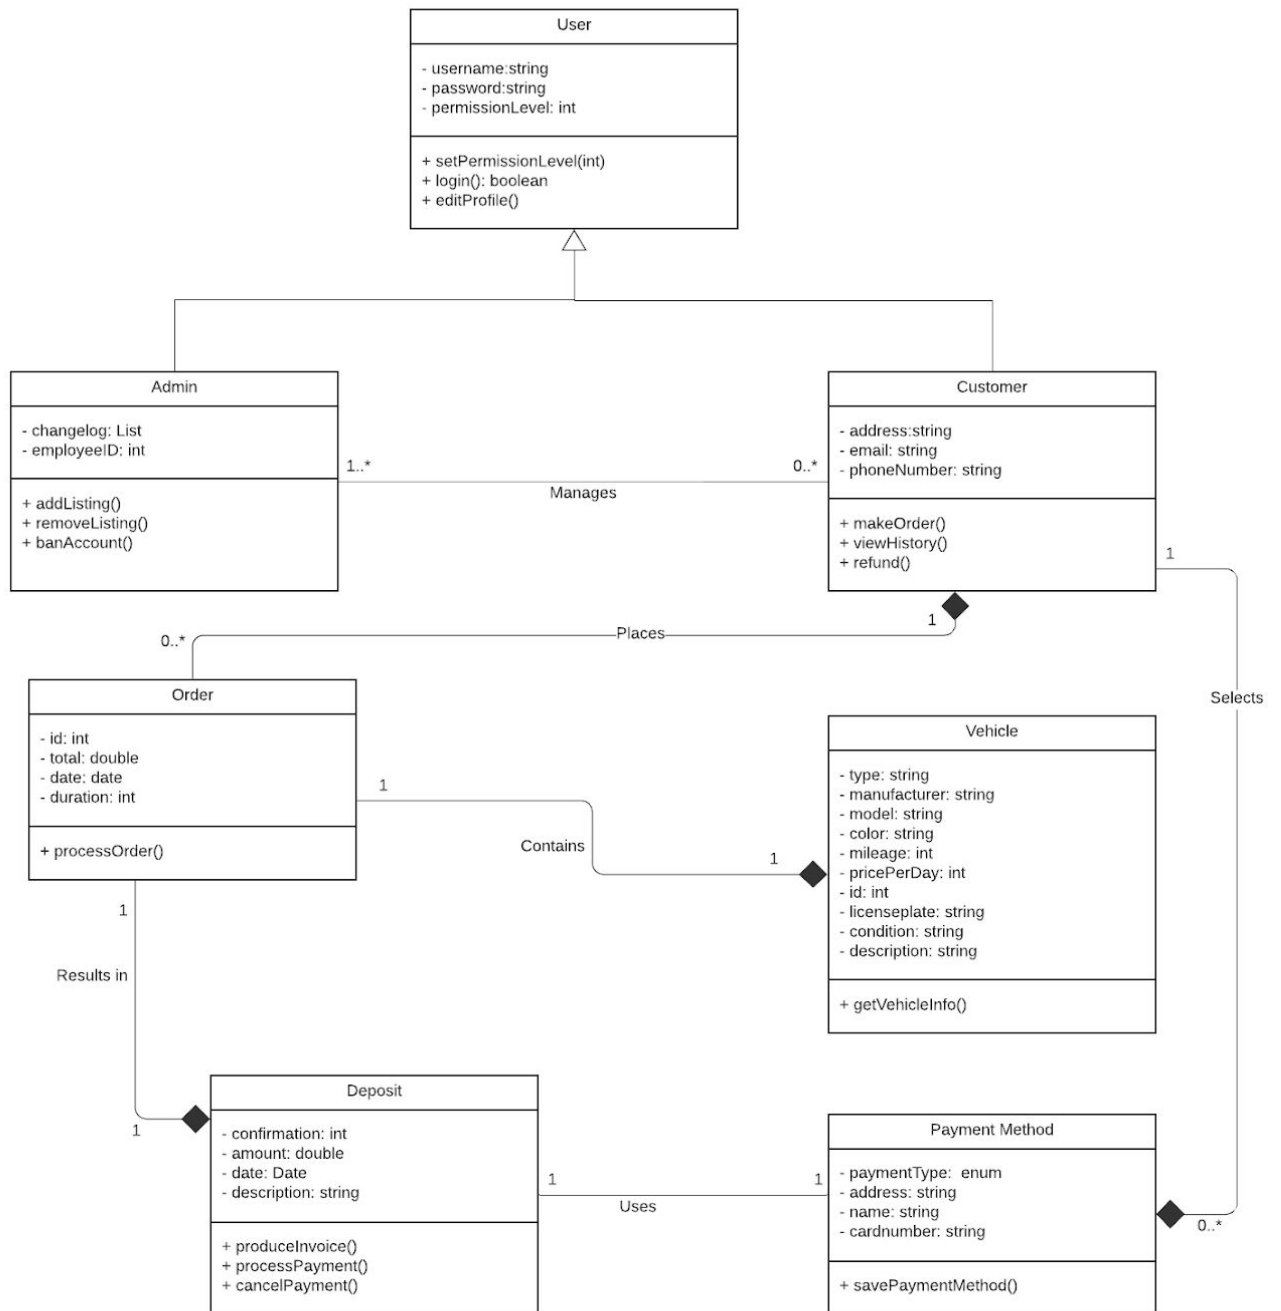 User
- username:string
- password:string
- permissionLevel: int
+ setPermissionLevel(int)
+ login(): boolean
+ editProfile()
Admin
- changelog: List
- employeeID: int
+ addListing()
+ removeListing()
+ banAccount()
1..*
Manages
0..*
Customer
- address:string
- email: string
- phoneNumber: string
+ makeOrder()
+ viewHistory()
+ refund()
1
Selects
0..*
1
Places
0..*
Order
- id: int
- total: double
- date: date
- duration: int
+ processOrder()
1
Contains
1
Vehicle
- type: string
- manufacturer: string
- model: string
- color: string
- mileage: int
- pricePerDay: int
- id: int
- licenseplate: string
- condition: string
- description: string
+ getVehicleInfo()
1
Results in
1
Deposit
- confirmation: int
- amount: double
- date: Date
- description: string
+ produceInvoice()
+ processPayment()
+ cancelPayment()
1
Uses
1
Payment Method
- paymentType:  enum
- address: string
- name: string
- cardnumber: string
+ savePaymentMethod()